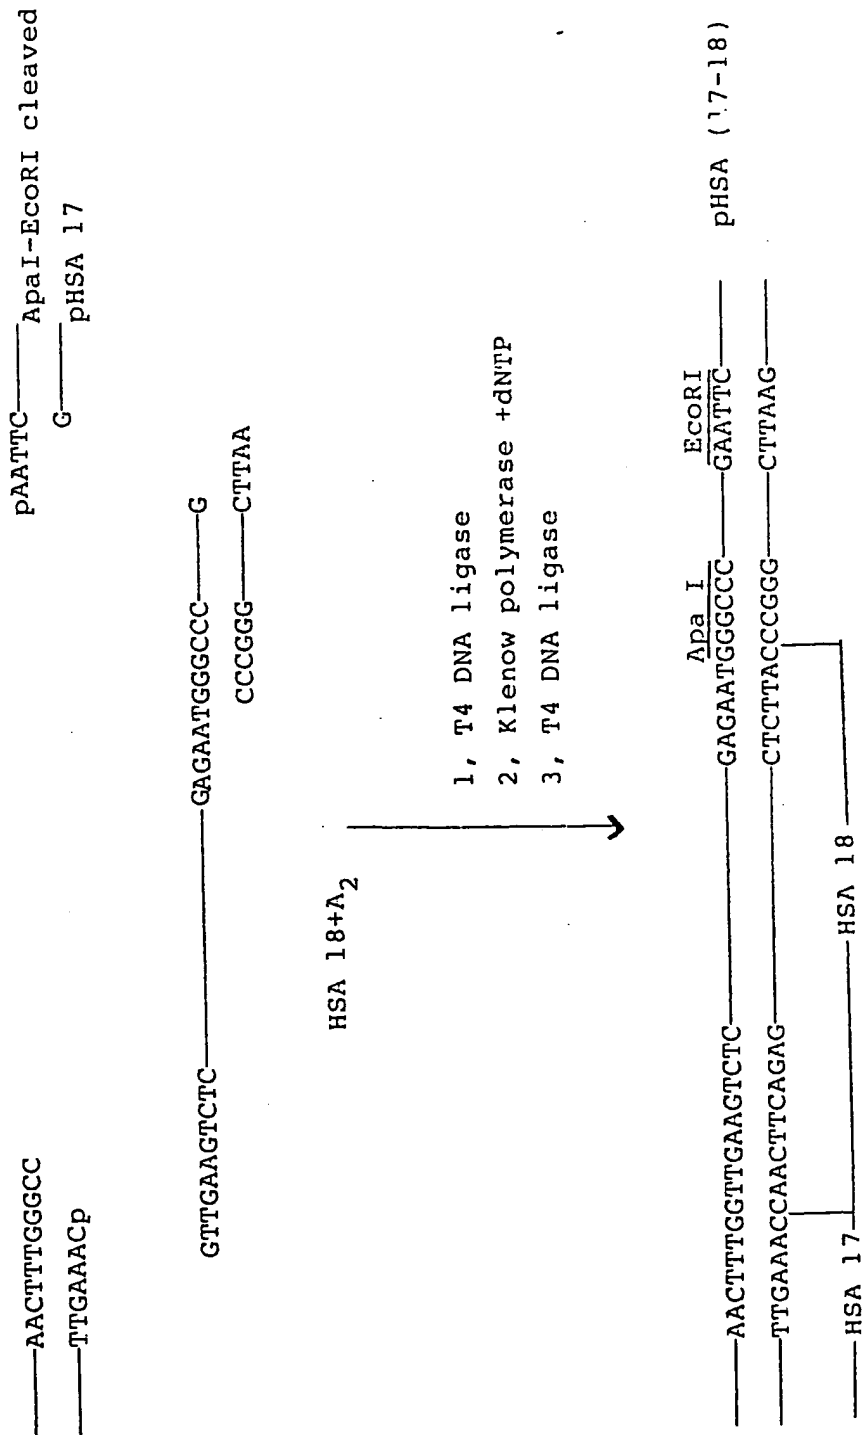 AACTTTGGGCC pAATTC ApaI-EcoRI cleaved
TTGAAACp G pHSA 17
GTTGAAGTCTC GAGAATGGGCCC G
CCCGGG CTTAA
HSA 18+A2
1, T4 DNA ligase
2, Klenow polymerase +dNTP
3, T4 DNA ligase
Apa I EcoRI
AACTTTGGTTGAAGTCTC GAGAATGGGCCC GAATTC pHSA (17-18)
TTGAAACCAACTTCAGAG CTCTTACCCGGG CTTAAG
HSA 17 HSA 18